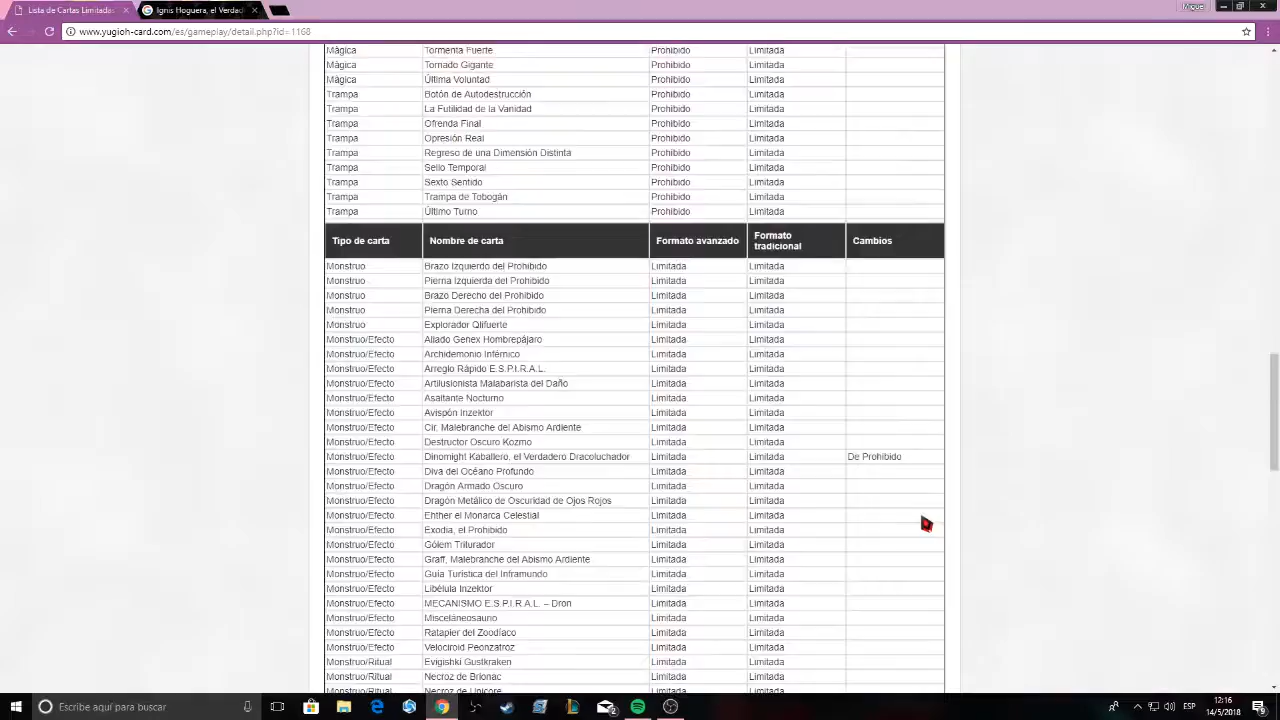 Lista de Cartas Limitadas
Ignis Hoguera, el Verdad
Miguel
www.yugioh-card.com/es/gameplay/detail.php?id=1168
Mágica Tormenta Fuerte Prohibido Limitada
Mágica Tornado Gigante Prohibido Limitada
Mágica Última Voluntad Prohibido Limitada
Trampa Botón de Autodestrucción Prohibido Limitada
Trampa La Futilidad de la Vanidad Prohibido Limitada
Trampa Ofrenda Final Prohibido Limitada
Trampa Opresión Real Prohibido Limitada
Trampa Regreso de una Dimensión Distinta Prohibido Limitada
Trampa Sello Temporal Prohibido Limitada
Trampa Sexto Sentido Prohibido Limitada
Trampa Trampa de Tobogán Prohibido Limitada
Trampa Último Turno Prohibido Limitada
Tipo de carta Nombre de carta Formato avanzado Formato tradicional Cambios
Monstruo Brazo Izquierdo del Prohibido Limitada Limitada
Monstruo Pierna Izquierda del Prohibido Limitada Limitada
Monstruo Brazo Derecho del Prohibido Limitada Limitada
Monstruo Pierna Derecha del Prohibido Limitada Limitada
Monstruo Explorador Qlifuerte Limitada Limitada
Monstruo/Efecto Aliado Genex Hombrepájaro Limitada Limitada
Monstruo/Efecto Archidemonio Inférnico Limitada Limitada
Monstruo/Efecto Arreglo Rápido E.S.P.I.R.A.L. Limitada Limitada
Monstruo/Efecto Artilusionista Malabarista del Daño Limitada Limitada
Monstruo/Efecto Asaltante Nocturno Limitada Limitada
Monstruo/Efecto Avispón Inzektor Limitada Limitada
Monstruo/Efecto Cir, Malebranche del Abismo Ardiente Limitada Limitada
Monstruo/Efecto Destructor Oscuro Kozmo Limitada Limitada
Monstruo/Efecto Dinomight Kaballero, el Verdadero Dracoluchador Limitada Limitada De Prohibido
Monstruo/Efecto Diva del Océano Profundo Limitada Limitada
Monstruo/Efecto Dragón Armado Oscuro Limitada Limitada
Monstruo/Efecto Dragón Metálico de Oscuridad de Ojos Rojos Limitada Limitada
Monstruo/Efecto Ehther el Monarca Celestial Limitada Limitada
Monstruo/Efecto Exodia, el Prohibido Limitada Limitada
Monstruo/Efecto Gólem Triturador Limitada Limitada
Monstruo/Efecto Graff, Malebranche del Abismo Ardiente Limitada Limitada
Monstruo/Efecto Guía Turística del Inframundo Limitada Limitada
Monstruo/Efecto Libélula Inzektor Limitada Limitada
Monstruo/Efecto MECANISMO E.S.P.I.R.A.L. – Dron Limitada Limitada
Monstruo/Efecto Misceláneosaurio Limitada Limitada
Monstruo/Efecto Ratapier del Zoodíaco Limitada Limitada
Monstruo/Efecto Velociroid Peonzatroz Limitada Limitada
Monstruo/Ritual Evigishki Gustkraken Limitada Limitada
Monstruo/Ritual Necroz de Brionac Limitada Limitada
Monstruo/Ritual Necroz de Unicore Limitada Limitada
Escribe aquí para buscar
2
ESP
12:16
14/5/2018